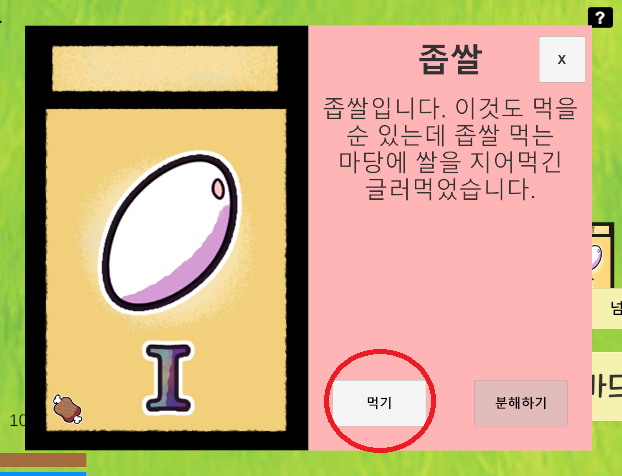 ?
좁쌀
X
좁쌀입니다. 이것도 먹을
순 있는데 좁쌀 먹는
마당에 쌀을 지어먹긴
글러먹었습니다.
I
먹기
분해하기
10